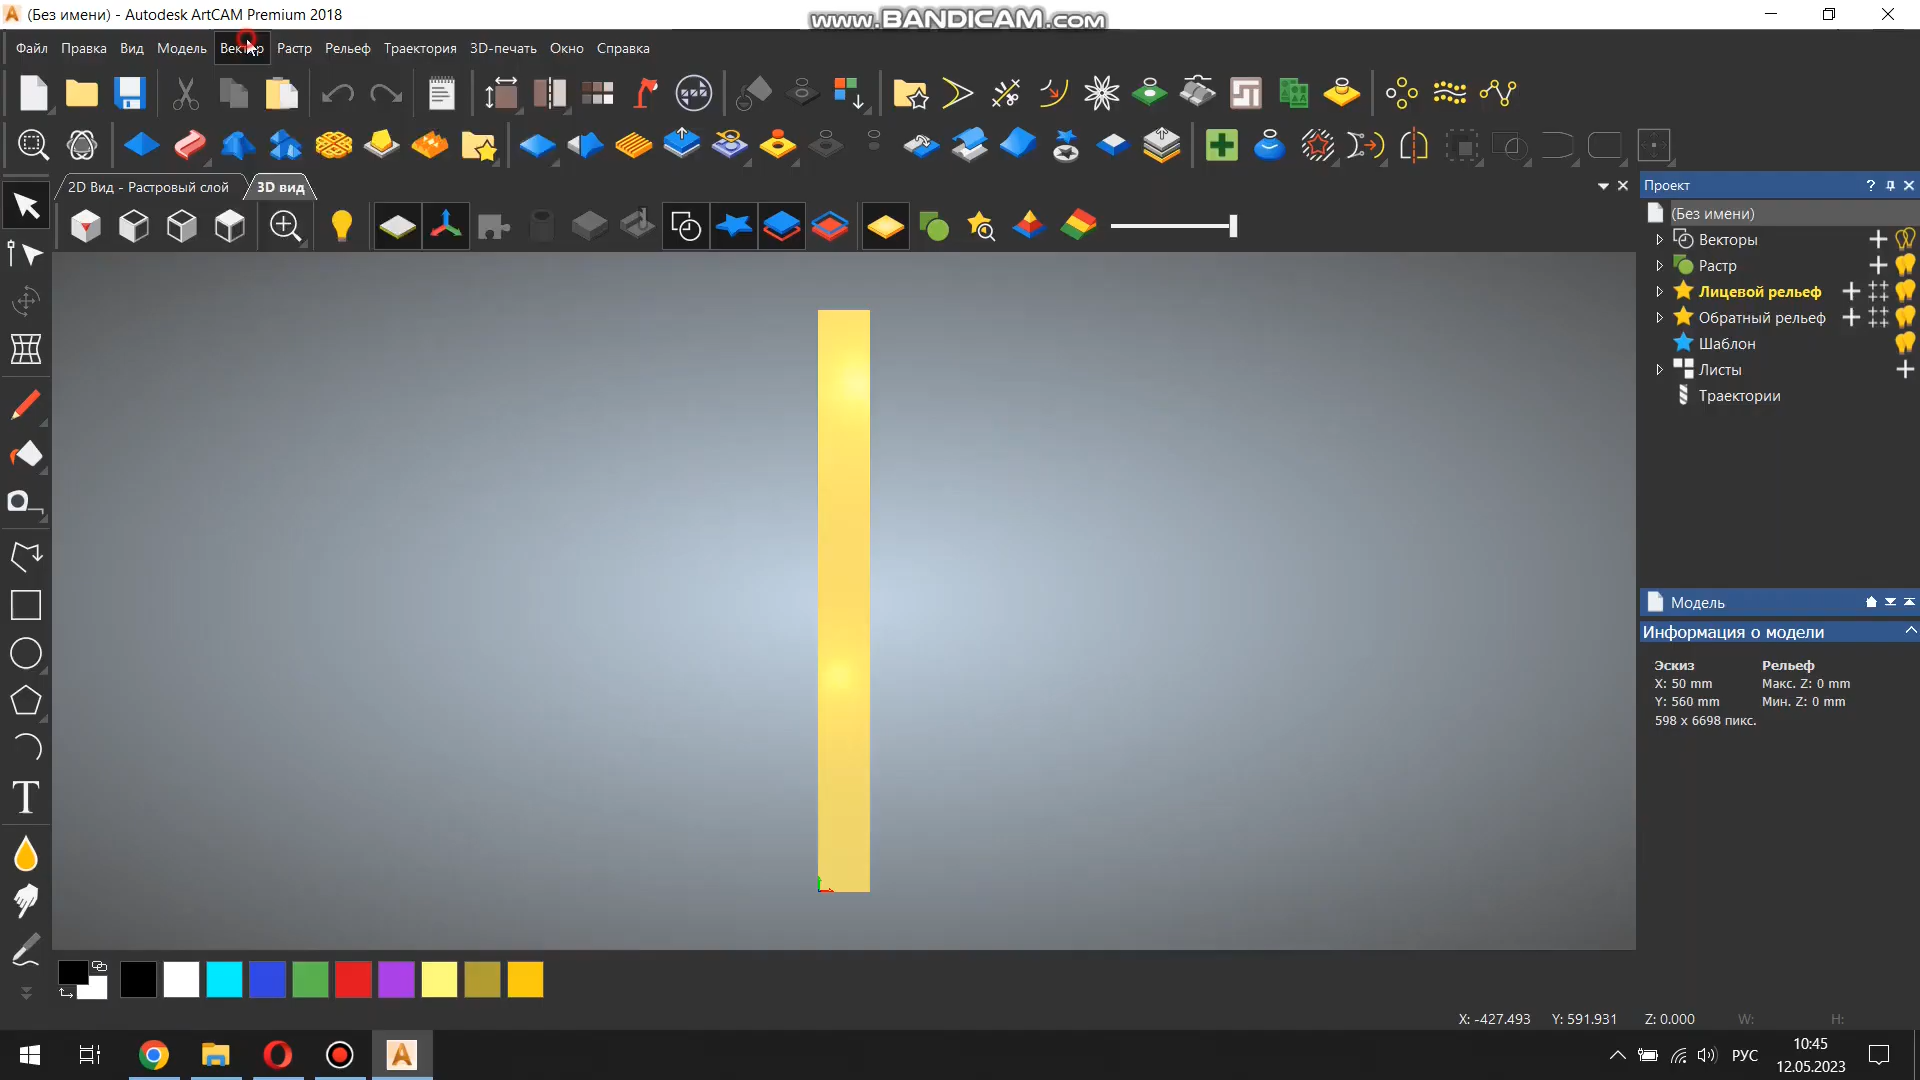 (Без имени) - Autodesk ArtCAM Premium 2018
www.BANDICAM.com
Файл Правка Вид Модель Вектор Растр Рельеф Траектория 3D-печать Окно Справка
2D Вид - Растровый слой 3D вид
Проект
(Без имени)
Векторы
Растр
Лицевой рельеф
Обратный рельеф
Шаблон
Листы
Траектории
Модель
Информация о модели
Эскиз Рельеф
X: 50 mm Макс. Z: 0 mm
Y: 560 mm Мин. Z: 0 mm
598 x 6698 пикс.
X: -427.493 Y: 591.931 Z: 0.000 W: H:
РУС
10:45
12.05.2023